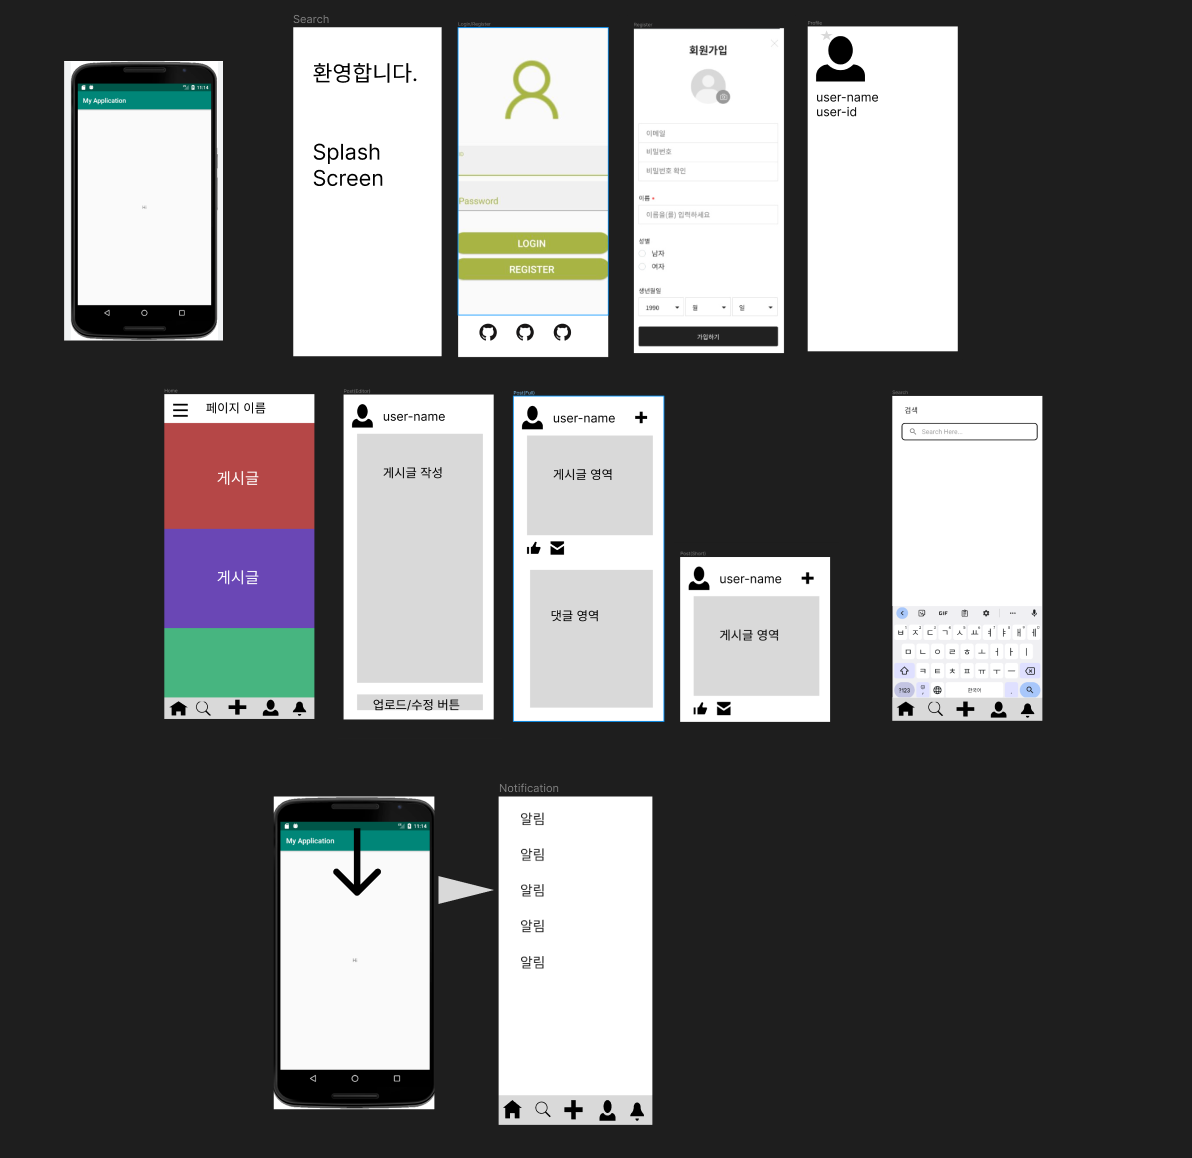 Search
환영합니다.
Splash
Screen
Login/Register
Password
LOGIN
REGISTER
Register
회원가입
이메일
비밀번호
비밀번호 확인
이름 *
이름을(를) 입력하세요
성별
남자
여자
생년월일
1990 월 일
가입하기
Profile
user-name
user-id
11:14
My Application
Home
페이지 이름
게시글
게시글
user-name
게시글 작성
업로드/수정 버튼
Post(Full)
user-name
게시글 영역
댓글 영역
Post(Short)
user-name
게시글 영역
Search
검색
Search Here...
GIF
ㅂ ㅈ ㄷ ㄱ ㅅ ㅛ ㅕ ㅑ ㅐ ㅔ
ㅁ ㄴ ㅇ ㄹ ㅎ ㅗ ㅓ ㅏ ㅣ
ㅋ ㅌ ㅊ ㅍ ㅠ ㅜ ㅡ
?123 한국어 .
11:14
My Application
Notification
알림
알림
알림
알림
알림